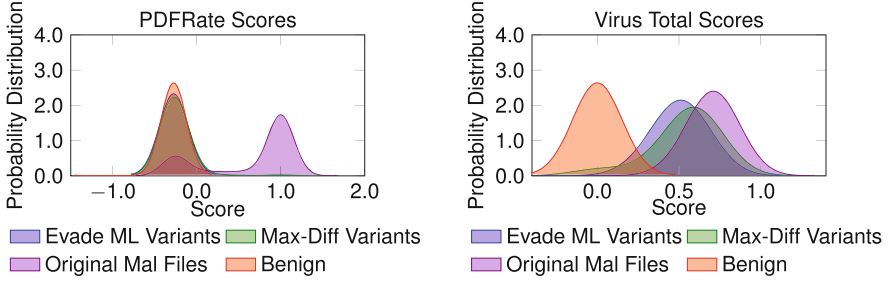 PDFRate Scores
Probability Distribution
4.0
3.0
2.0
1.0
0.0
−1.0 0.0 1.0 2.0
Score
Evade ML Variants Max-Diff Variants
Original Mal Files Benign
Virus Total Scores
Probability Distribution
4.0
3.0
2.0
1.0
0.0
0.0 0.5 1.0
Score
Evade ML Variants Max-Diff Variants
Original Mal Files Benign